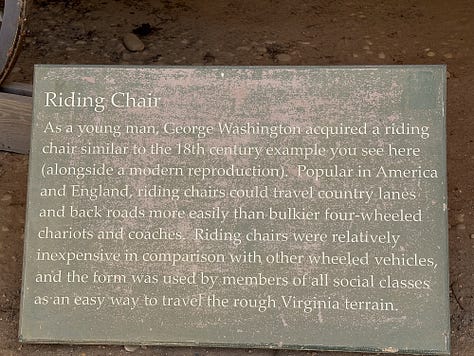 Riding Chair
As a young man, George Washington acquired a riding
chair similar to the 18th century example you see here
(alongside a modern reproduction). Popular in America
and England, riding chairs could travel country lanes
and back roads more easily than bulkier four-wheeled
chariots and coaches. Riding chairs were relatively
inexpensive in comparison with other wheeled vehicles,
and the form was used by members of all social classes
as an easy way to travel the rough Virginia terrain.